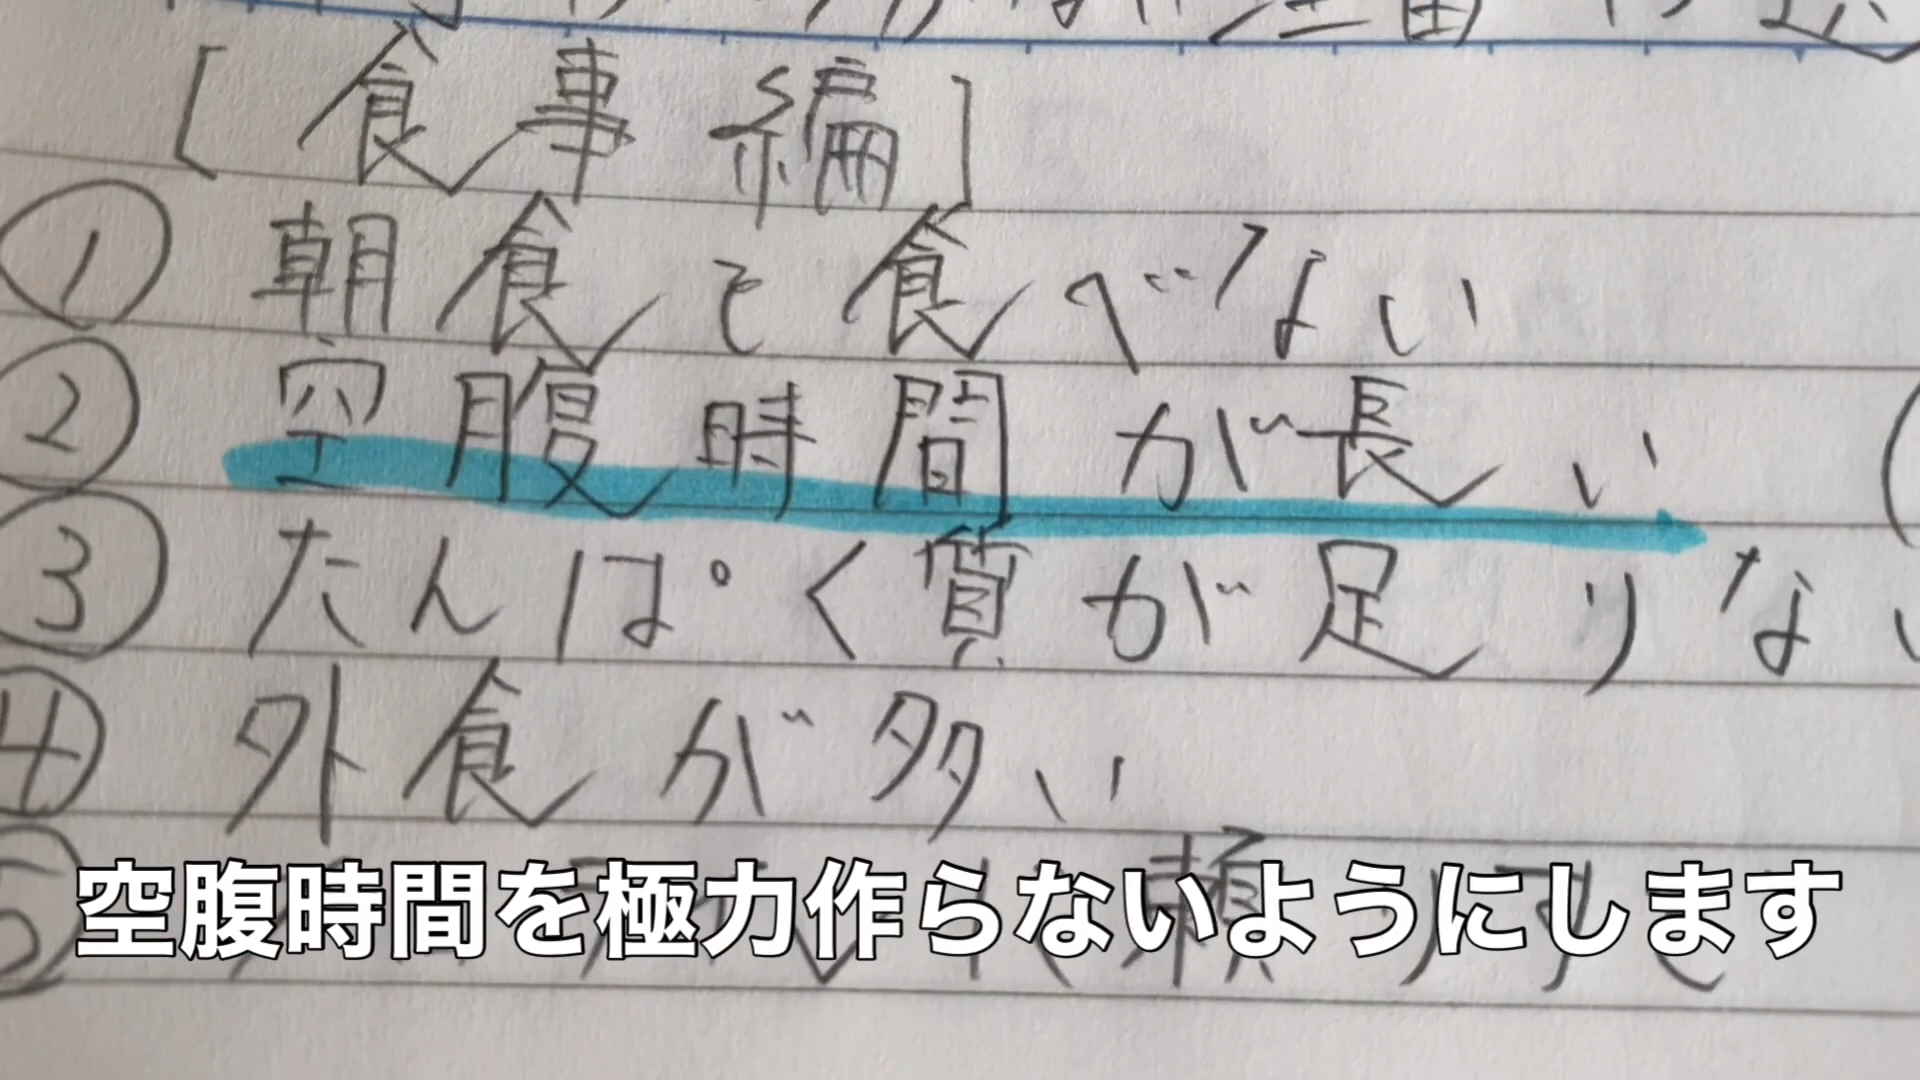 [食事編]
① 朝食を食べない
② 空腹時間が長い (
③ たんぱく質が足りない
④ 外食が多い
⑤
空腹時間を極力作らないようにします